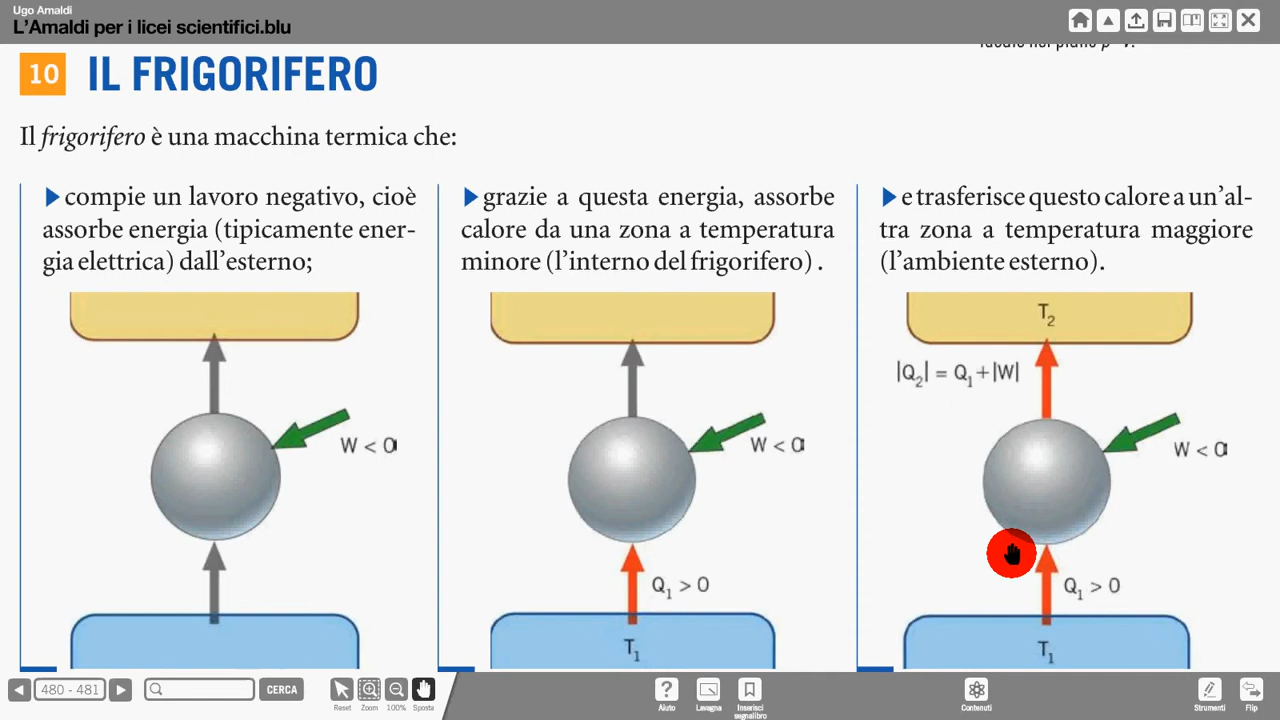 Ugo Amaldi
L'Amaldi per i licei scientifici.blu
10 IL FRIGORIFERO
Il frigorifero è una macchina termica che:
▶ compie un lavoro negativo, cioè
assorbe energia (tipicamente ener-
gia elettrica) dall'esterno;
▶ grazie a questa energia, assorbe
calore da una zona a temperatura
minore (l'interno del frigorifero) .
▶ e trasferisce questo calore a un'al-
tra zona a temperatura maggiore
(l'ambiente esterno).
W < 0
W < 0
Q₁ > 0
T₁
T₂
|Q₂| = Q₁+|W|
W < 0
Q₁ > 0
T₁
480 - 481
CERCA
Reset
Zoom
100%
Sposta
Aiuto
Lavagna
Inserisci
segnalibro
Contenuti
Strumenti
Flip